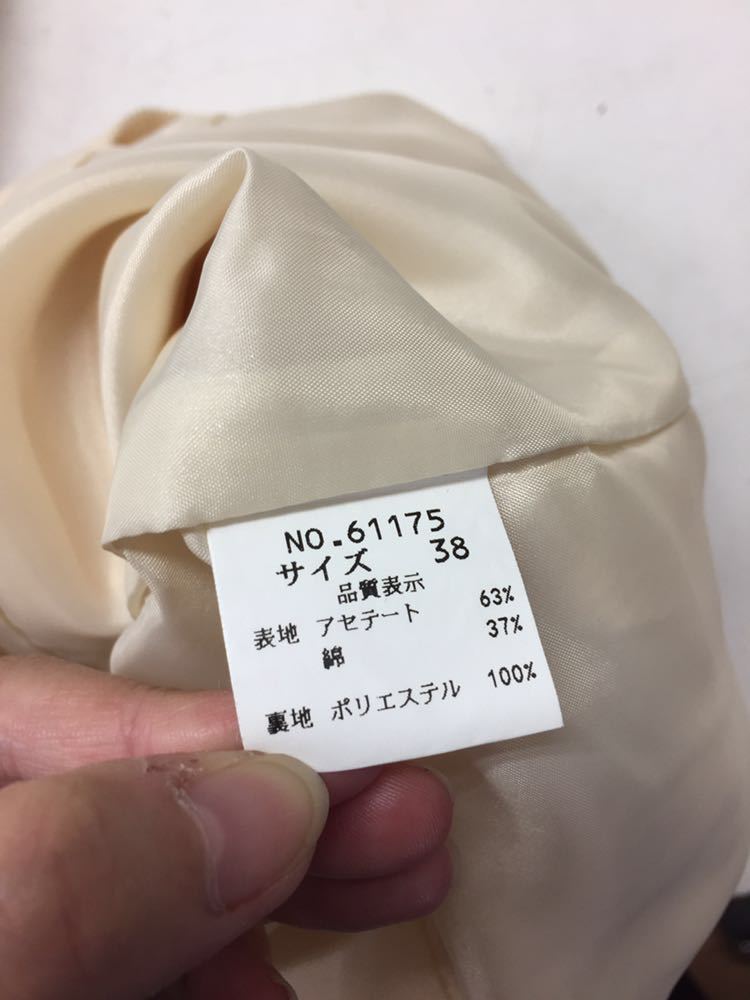 NO.61175
サイズ 38
品質表示
表地 アセテート 63%
綿 37%
裏地 ポリエステル 100%